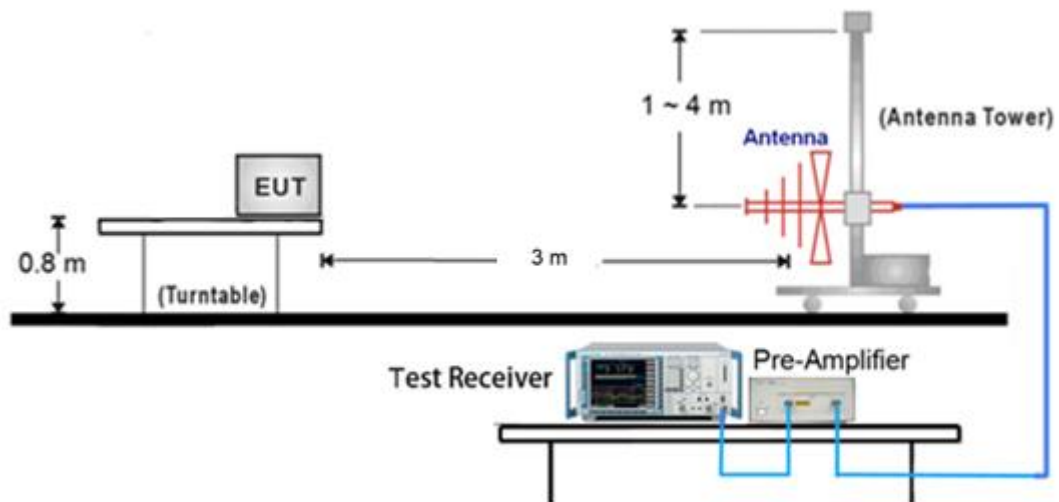 1 ~ 4 m
(Antenna Tower)
Antenna
EUT
0.8 m
3 m
(Turntable)
Test Receiver
Pre-Amplifier